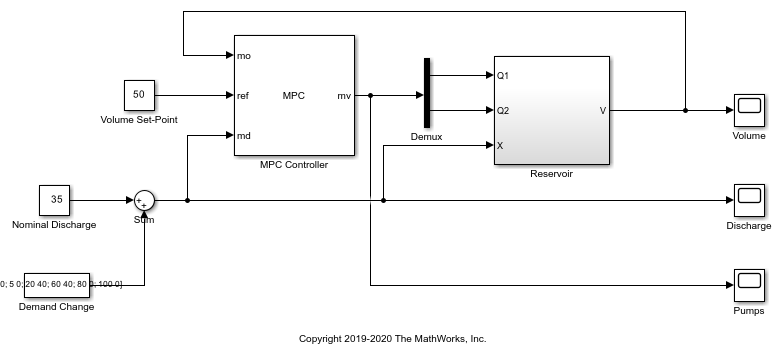 mo
MPC
ref
mv
md
MPC Controller
50
Volume Set-Point
Demux
Q1
Q2
X
V
Reservoir
Volume
35
Nominal Discharge
Sum
Discharge
0; 5 0; 20 40; 60 40; 80 0; 100 0]
Demand Change
Pumps
Copyright 2019-2020 The MathWorks, Inc.